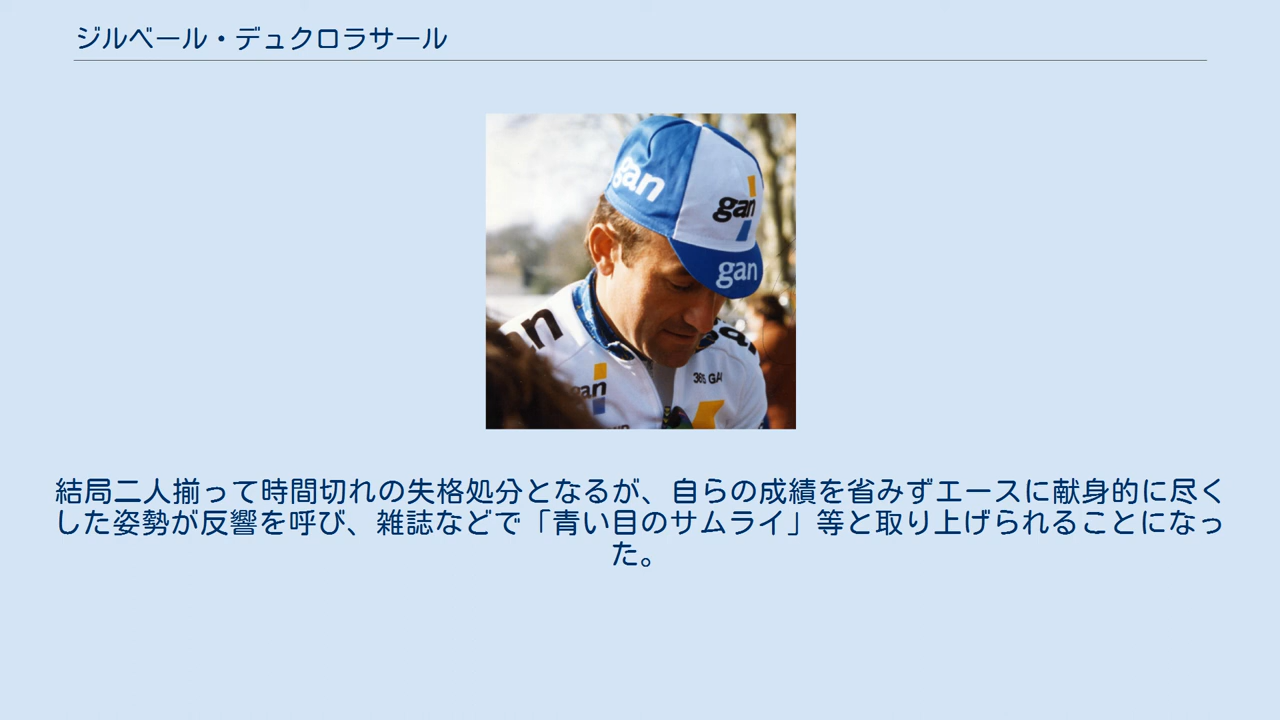 ジルベール・デュクロラサール
gan
gan
gan
an
gan
365 GAN
結局二人揃って時間切れの失格処分となるが、自らの成績を省みずエースに献身的に尽く
した姿勢が反響を呼び、雑誌などで「青い目のサムライ」等と取り上げられることになっ
た。